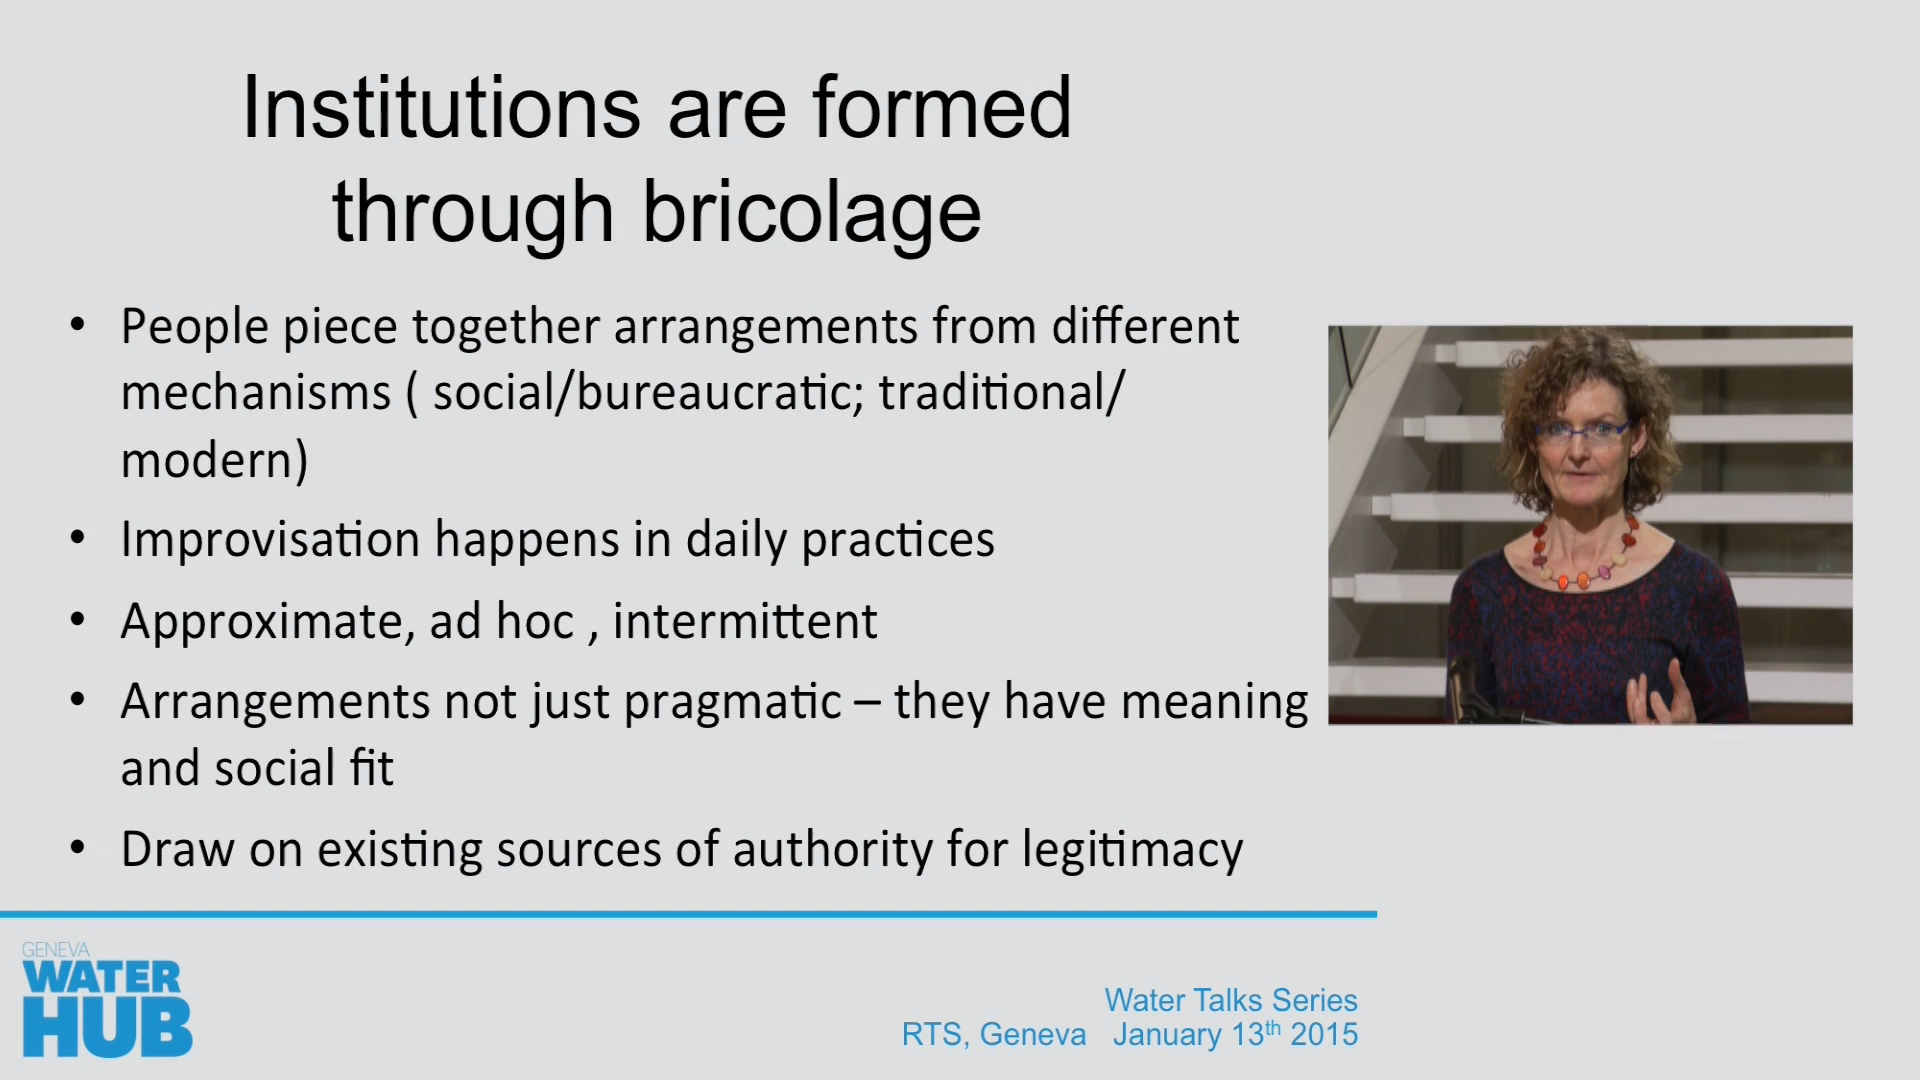 Institutions are formed
through bricolage
• People piece together arrangements from different
mechanisms ( social/bureaucratic; traditional/
modern)
• Improvisation happens in daily practices
• Approximate, ad hoc , intermittent
• Arrangements not just pragmatic – they have meaning
and social fit
• Draw on existing sources of authority for legitimacy
GENEVA
WATER
HUB
Water Talks Series
RTS, Geneva January 13th 2015